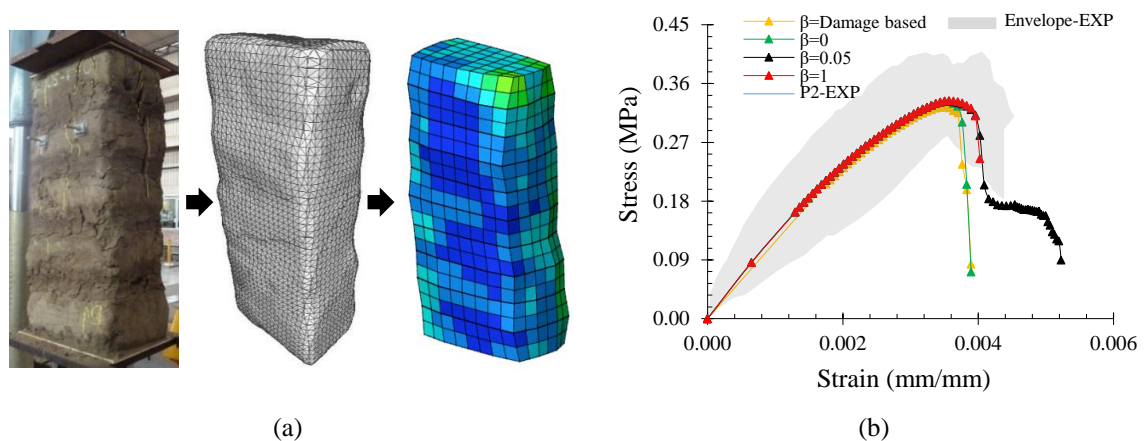 β=Damage based
β=0
β=0.05
β=1
P2-EXP
Envelope-EXP
Stress (MPa)
0.45
0.36
0.27
0.18
0.09
0.00
0.000 0.002 0.004 0.006
Strain (mm/mm)
(a) (b)